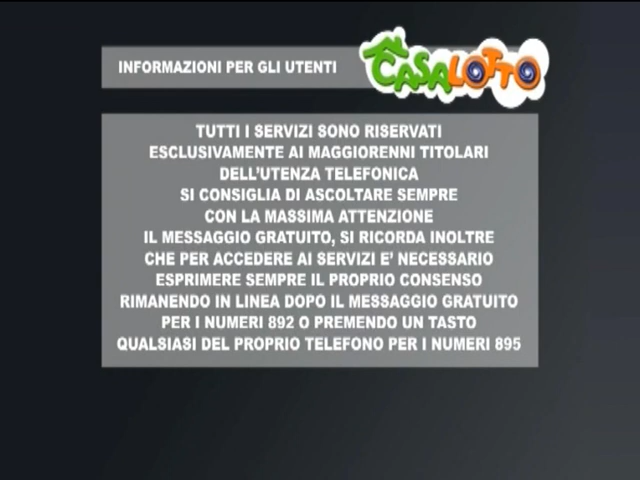 INFORMAZIONI PER GLI UTENTI
CASALOTTO
TUTTI I SERVIZI SONO RISERVATI
ESCLUSIVAMENTE AI MAGGIORENNI TITOLARI
DELL'UTENZA TELEFONICA
SI CONSIGLIA DI ASCOLTARE SEMPRE
CON LA MASSIMA ATTENZIONE
IL MESSAGGIO GRATUITO, SI RICORDA INOLTRE
CHE PER ACCEDERE AI SERVIZI E' NECESSARIO
ESPRIMERE SEMPRE IL PROPRIO CONSENSO
RIMANENDO IN LINEA DOPO IL MESSAGGIO GRATUITO
PER I NUMERI 892 O PREMENDO UN TASTO
QUALSIASI DEL PROPRIO TELEFONO PER I NUMERI 895